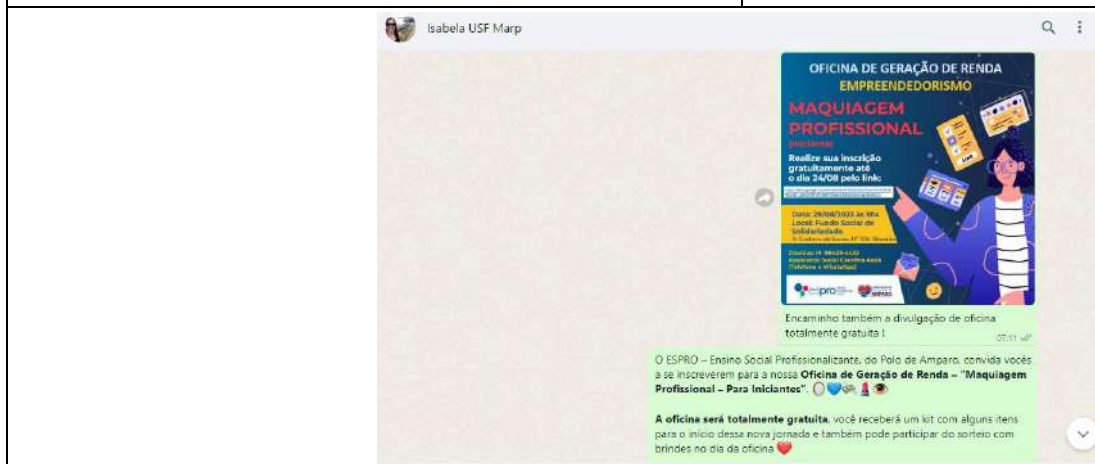 Isabela USF Marp
OFICINA DE GERAÇÃO DE RENDA
EMPREENDEDORISMO
MAQUIAGEM
PROFISSIONAL
(Iniciante)
Realize sua inscrição
gratuitamente até
o dia 24/08 pelo link:
Data: 29/08/2022 às 9hs
Local: Fundo Social de
Solidariedade
(Telefone e WhatsApp)
pro
Encaminho também a divulgação de oficina
totalmente gratuita !
07:11
O ESPRO – Ensino Social Profissionalizante, do Polo de Amparo, convida vocês
a se inscreverem para a nossa Oficina de Geração de Renda – "Maquiagem
Profissional – Para Iniciantes".
A oficina será totalmente gratuita, você receberá um kit com alguns itens
para o início dessa nova jornada e também pode participar do sorteio com
brindes no dia da oficina